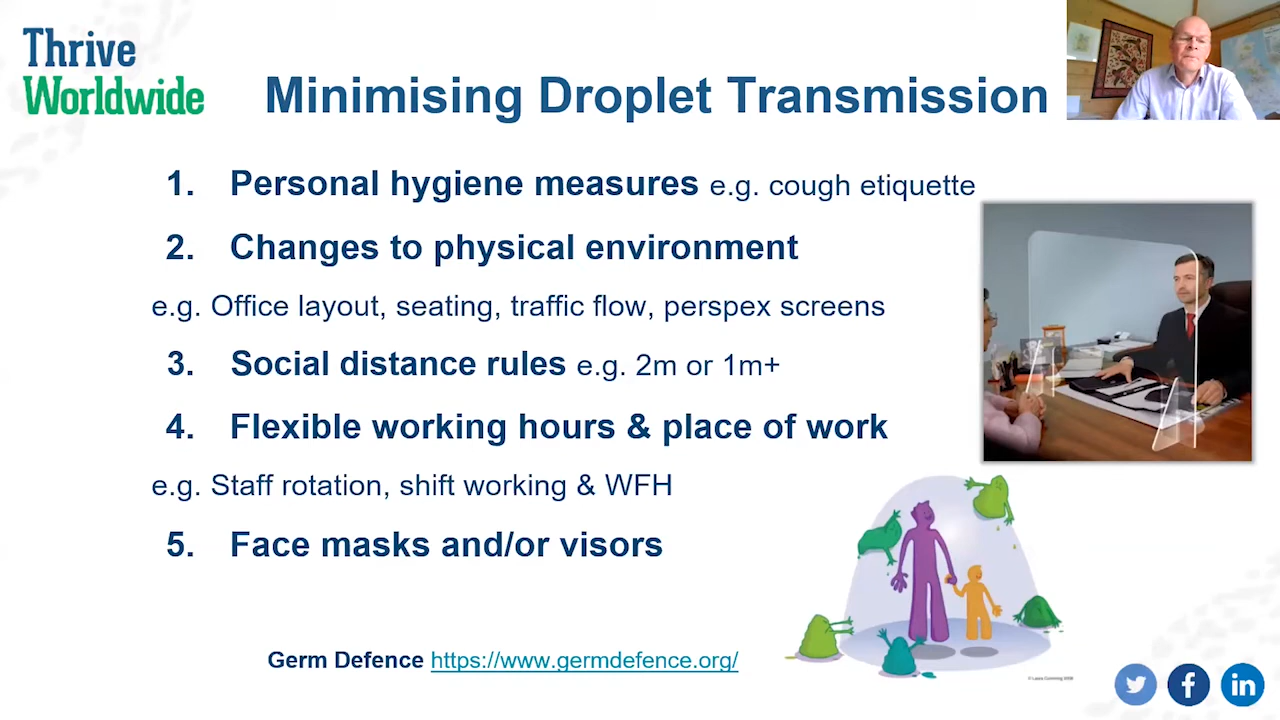 Thrive
Worldwide
Minimising Droplet Transmission
1. Personal hygiene measures e.g. cough etiquette
2. Changes to physical environment
e.g. Office layout, seating, traffic flow, perspex screens
3. Social distance rules e.g. 2m or 1m+
4. Flexible working hours & place of work
e.g. Staff rotation, shift working & WFH
5. Face masks and/or visors
Germ Defence https://www.germdefence.org/